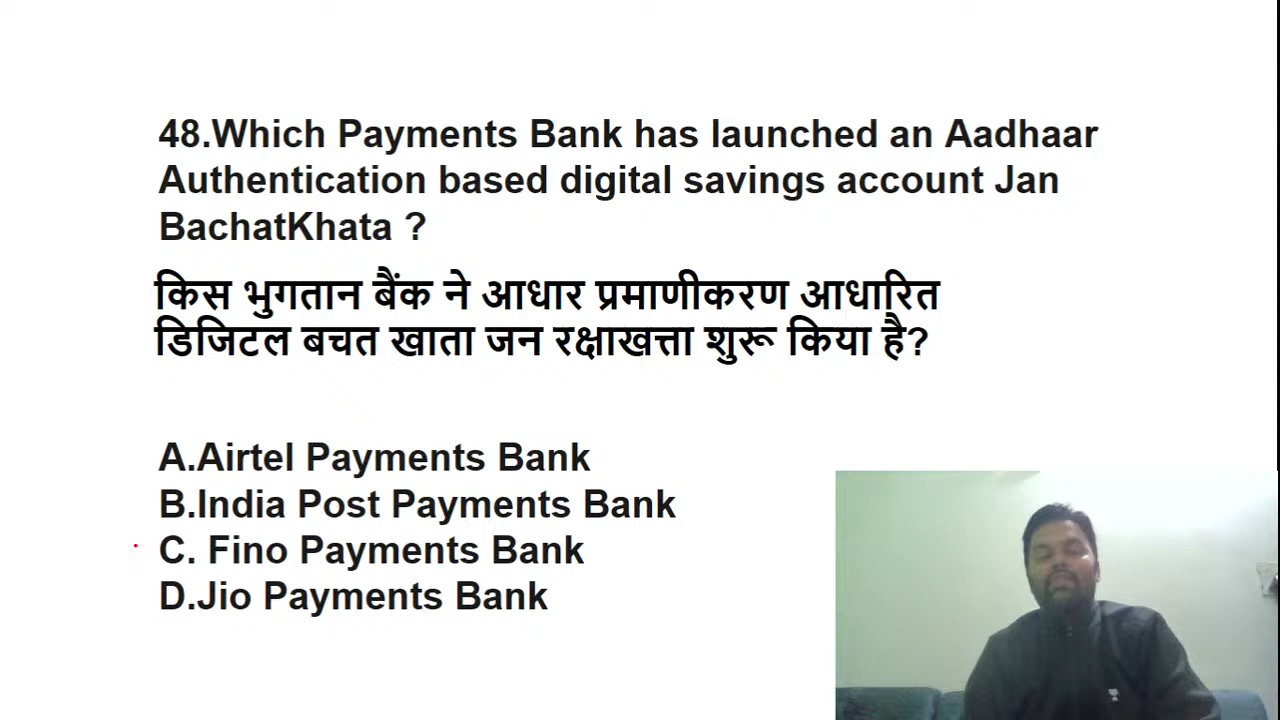 48.Which Payments Bank has launched an Aadhaar
Authentication based digital savings account Jan
BachatKhata ?
किस भुगतान बैंक ने आधार प्रमाणीकरण आधारित
डिजिटल बचत खाता जन रक्षाखत्ता शुरू किया है?
A.Airtel Payments Bank
B.India Post Payments Bank
C. Fino Payments Bank
D.Jio Payments Bank